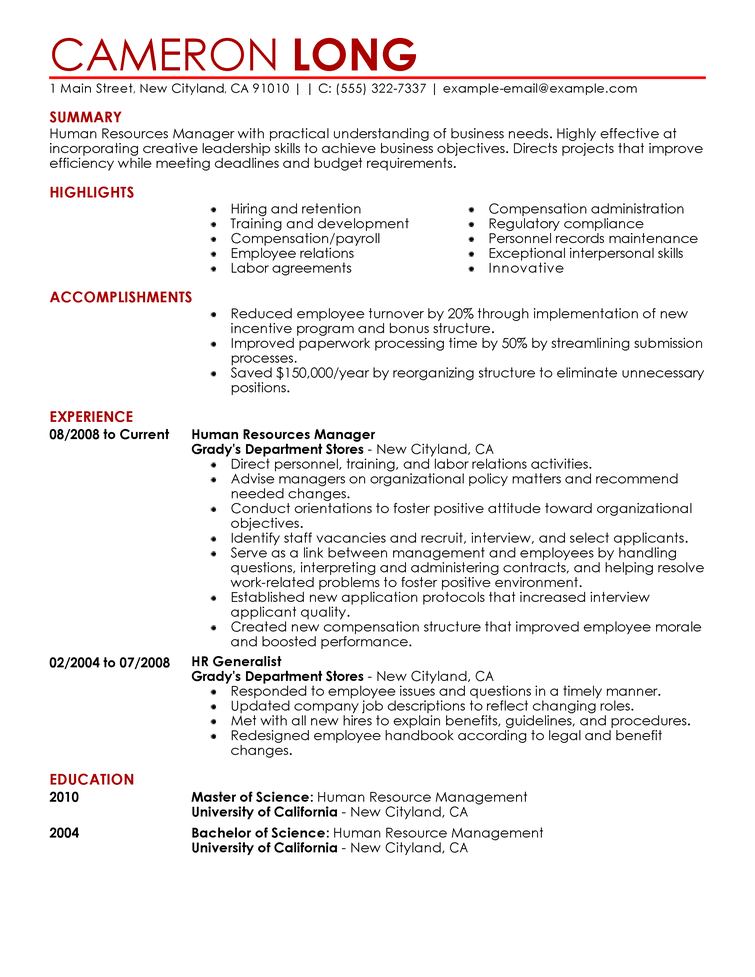 CAMERON LONG
1 Main Street, New Cityland, CA 91010 | | C: (555) 322-7337 | example-email@example.com
SUMMARY
Human Resources Manager with practical understanding of business needs. Highly effective at
incorporating creative leadership skills to achieve business objectives. Directs projects that improve
efficiency while meeting deadlines and budget requirements.
HIGHLIGHTS
• Hiring and retention
• Training and development
• Compensation/payroll
• Employee relations
• Labor agreements
• Compensation administration
• Regulatory compliance
• Personnel records maintenance
• Exceptional interpersonal skills
• Innovative
ACCOMPLISHMENTS
• Reduced employee turnover by 20% through implementation of new
incentive program and bonus structure.
• Improved paperwork processing time by 50% by streamlining submission
processes.
• Saved $150,000/year by reorganizing structure to eliminate unnecessary
positions.
EXPERIENCE
08/2008 to Current Human Resources Manager
Grady's Department Stores - New Cityland, CA
• Direct personnel, training, and labor relations activities.
• Advise managers on organizational policy matters and recommend
needed changes.
• Conduct orientations to foster positive attitude toward organizational
objectives.
• Identify staff vacancies and recruit, interview, and select applicants.
• Serve as a link between management and employees by handling
questions, interpreting and administering contracts, and helping resolve
work-related problems to foster positive environment.
• Established new application protocols that increased interview
applicant quality.
• Created new compensation structure that improved employee morale
and boosted performance.
02/2004 to 07/2008 HR Generalist
Grady's Department Stores - New Cityland, CA
• Responded to employee issues and questions in a timely manner.
• Updated company job descriptions to reflect changing roles.
• Met with all new hires to explain benefits, guidelines, and procedures.
• Redesigned employee handbook according to legal and benefit
changes.
EDUCATION
2010 Master of Science: Human Resource Management
University of California - New Cityland, CA
2004 Bachelor of Science: Human Resource Management
University of California - New Cityland, CA